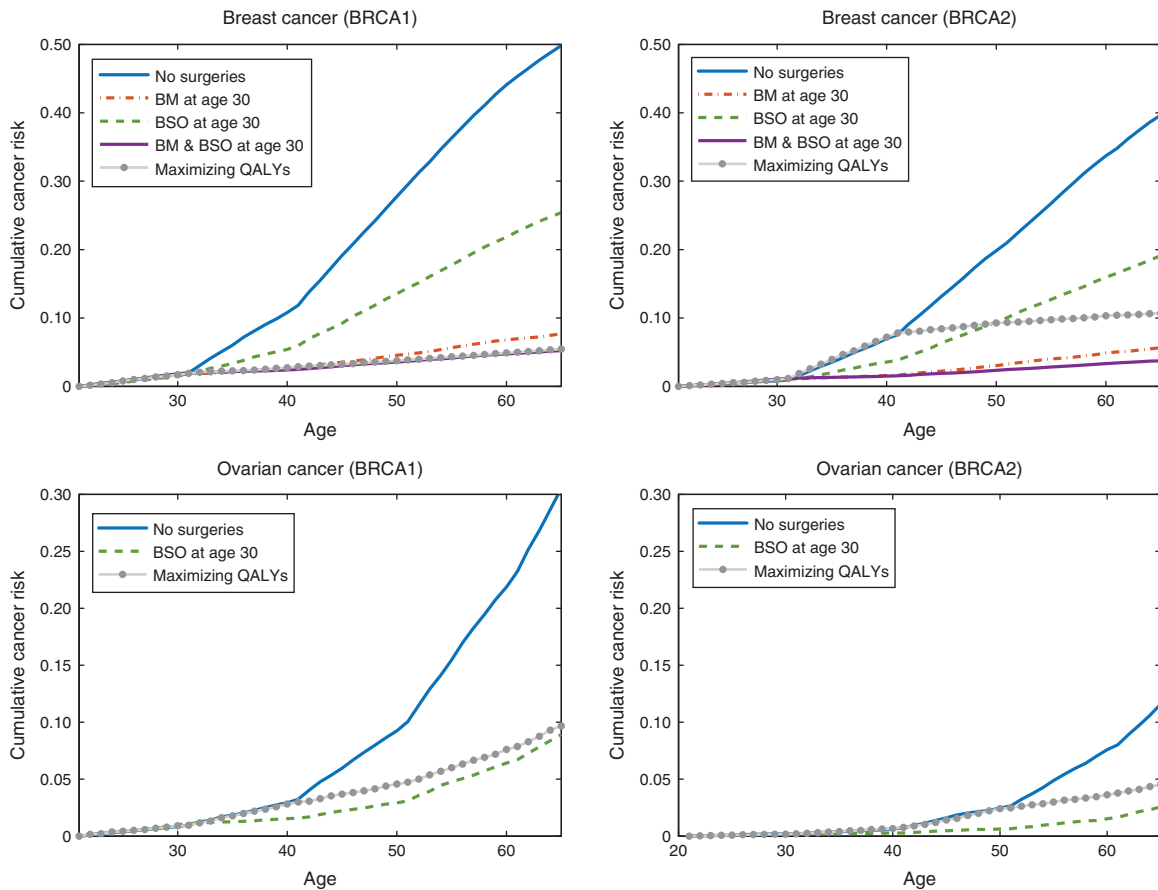 Breast cancer (BRCA1)
0.50
0.40
0.30
0.20
0.10
0
Cumulative cancer risk
No surgeries
BM at age 30
BSO at age 30
BM & BSO at age 30
Maximizing QALYs
30
40
50
60
Age
Breast cancer (BRCA2)
0.50
0.40
0.30
0.20
0.10
0
Cumulative cancer risk
No surgeries
BM at age 30
BSO at age 30
BM & BSO at age 30
Maximizing QALYs
30
40
50
60
Age
Ovarian cancer (BRCA1)
0.30
0.25
0.20
0.15
0.10
0.05
0
Cumulative cancer risk
No surgeries
BSO at age 30
Maximizing QALYs
30
40
50
60
Age
Ovarian cancer (BRCA2)
0.30
0.25
0.20
0.15
0.10
0.05
0
Cumulative cancer risk
No surgeries
BSO at age 30
Maximizing QALYs
20
30
40
50
60
Age